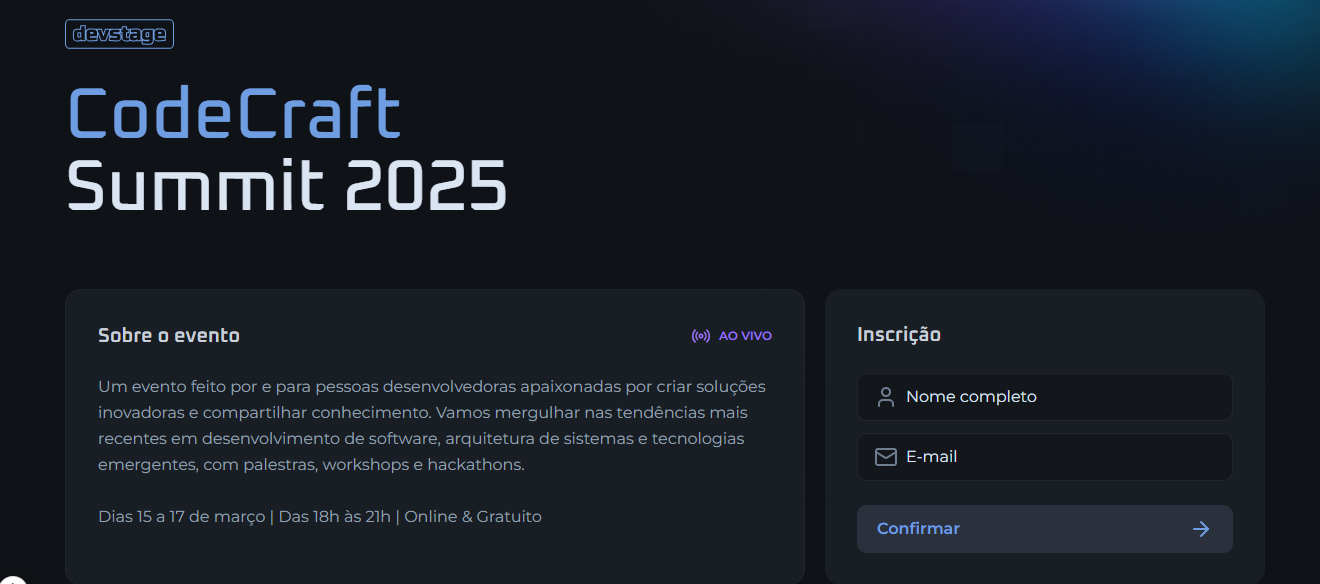 devstage
CodeCraft
Summit 2025
Sobre o evento
AO VIVO
Um evento feito por e para pessoas desenvolvedoras apaixonadas por criar soluções
inovadoras e compartilhar conhecimento. Vamos mergulhar nas tendências mais
recentes em desenvolvimento de software, arquitetura de sistemas e tecnologias
emergentes, com palestras, workshops e hackathons.
Dias 15 a 17 de março | Das 18h às 21h | Online & Gratuito
Inscrição
Nome completo
E-mail
Confirmar